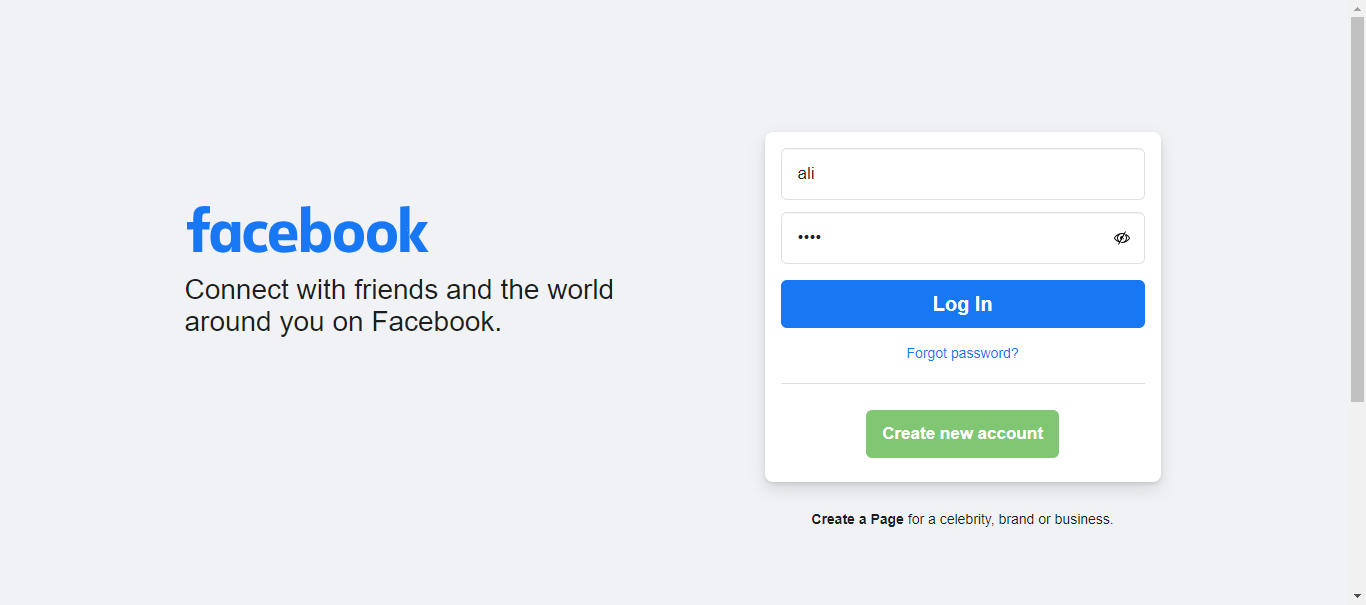 facebook
Connect with friends and the world
around you on Facebook.
ali
••••
Log In
Forgot password?
Create new account
Create a Page for a celebrity, brand or business.